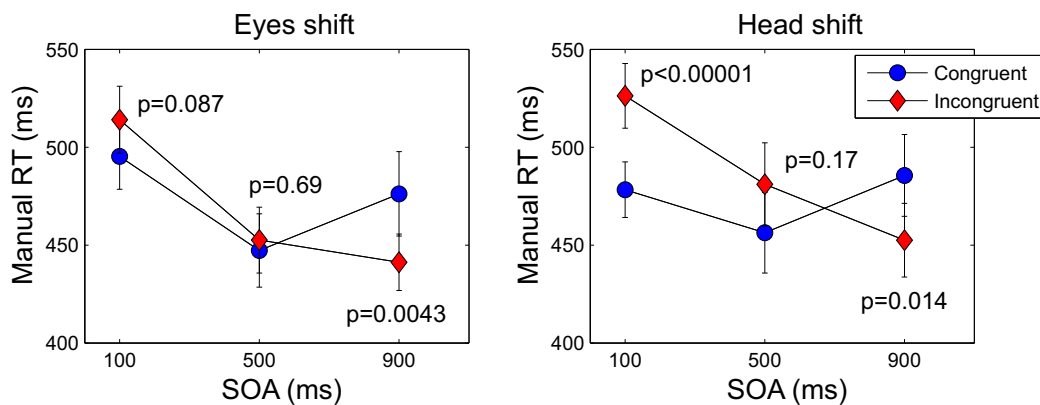 Eyes shift
550
500
450
400
Manual RT
(ms)
p=0.087
p=0.69
p=0.0043
100
500
900
SOA (ms)
Head shift
550
500
450
400
Manual RT
(ms)
p<0.00001
p=0.17
p=0.014
Congruent
Incongruent
100
500
900
SOA (ms)